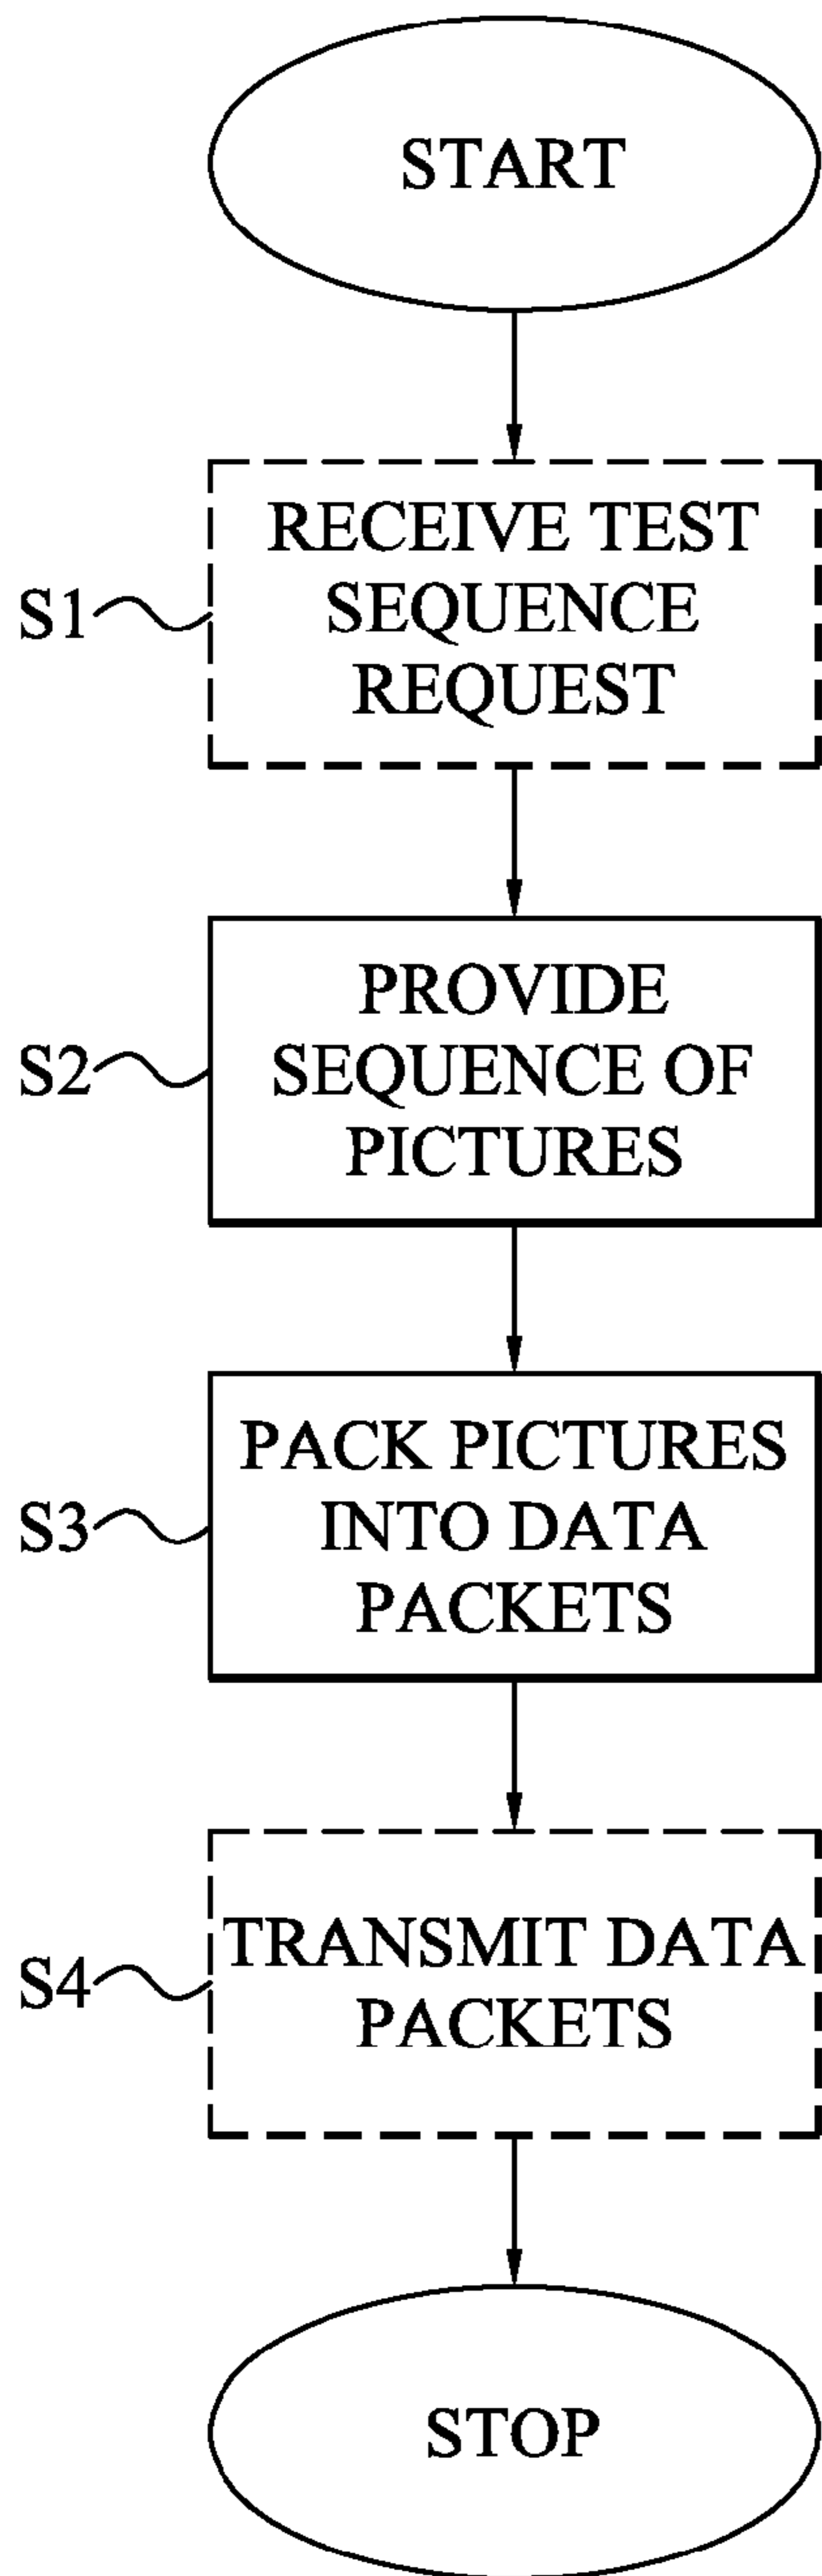 START
RECEIVE TEST
SEQUENCE
REQUEST
S1
PROVIDE
SEQUENCE OF
PICTURES
S2
PACK PICTURES
INTO DATA
PACKETS
S3
TRANSMIT DATA
PACKETS
S4
STOP